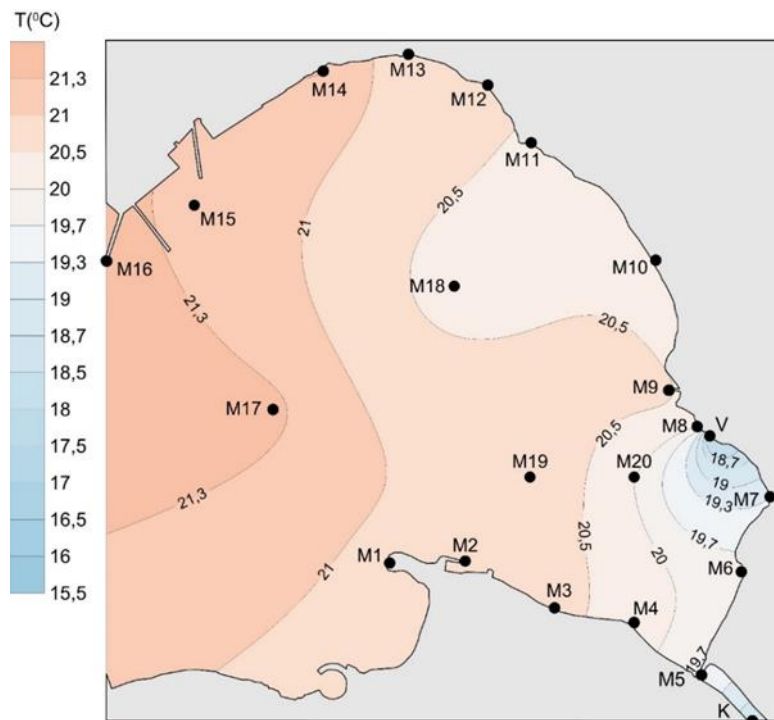 T(⁰C)
21,3
21
20,5
20
19,7
19,3
19
18,7
18,5
18
17,5
17
16,5
16
15,5
M13
M14
M12
M11
M15
20,5
21
M16
M10
M18
21,3
20,5
M9
M17
M8
V
20,5
18,7
M19
M20
19
M7
19,3
21,3
19,7
20,5
M1
M2
20
M6
21
M3
M4
19,7
M5
K